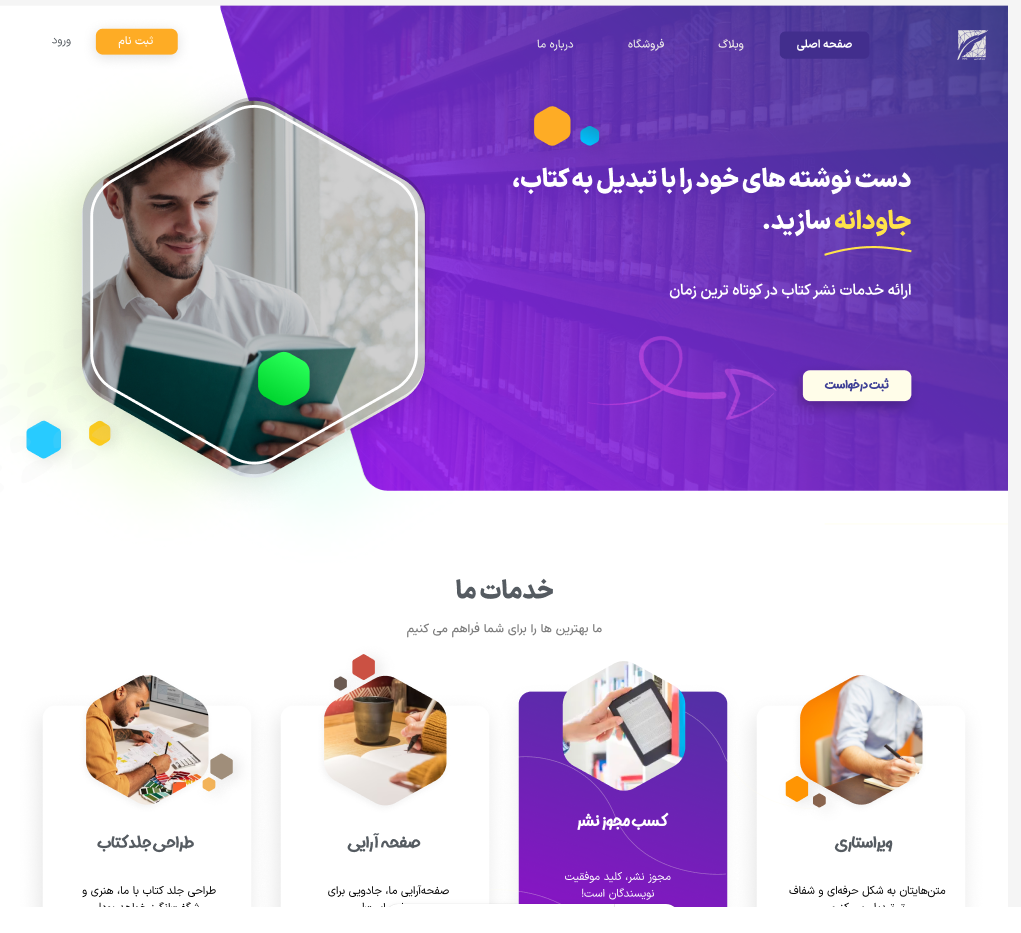 صفحه اصلی
وبلاگ
فروشگاه
درباره ما
ثبت نام
ورود
دست نوشته های خود را با تبدیل به کتاب،
جاودانه سازید.
ارائه خدمات نشر کتاب در کوتاه ترین زمان
ثبت درخواست
خدمات ما
ما بهترین ها را برای شما فراهم می کنیم
ویراستاری
متن‌هایتان به شکل حرفه‌ای و شفاف
کسب مجوز نشر
مجوز نشر، کلید موفقیت
نویسندگان است!
صفحه آرایی
صفحه‌آرایی ما، جادویی برای
طراحی جلد کتاب
طراحی جلد کتاب با ما، هنری و